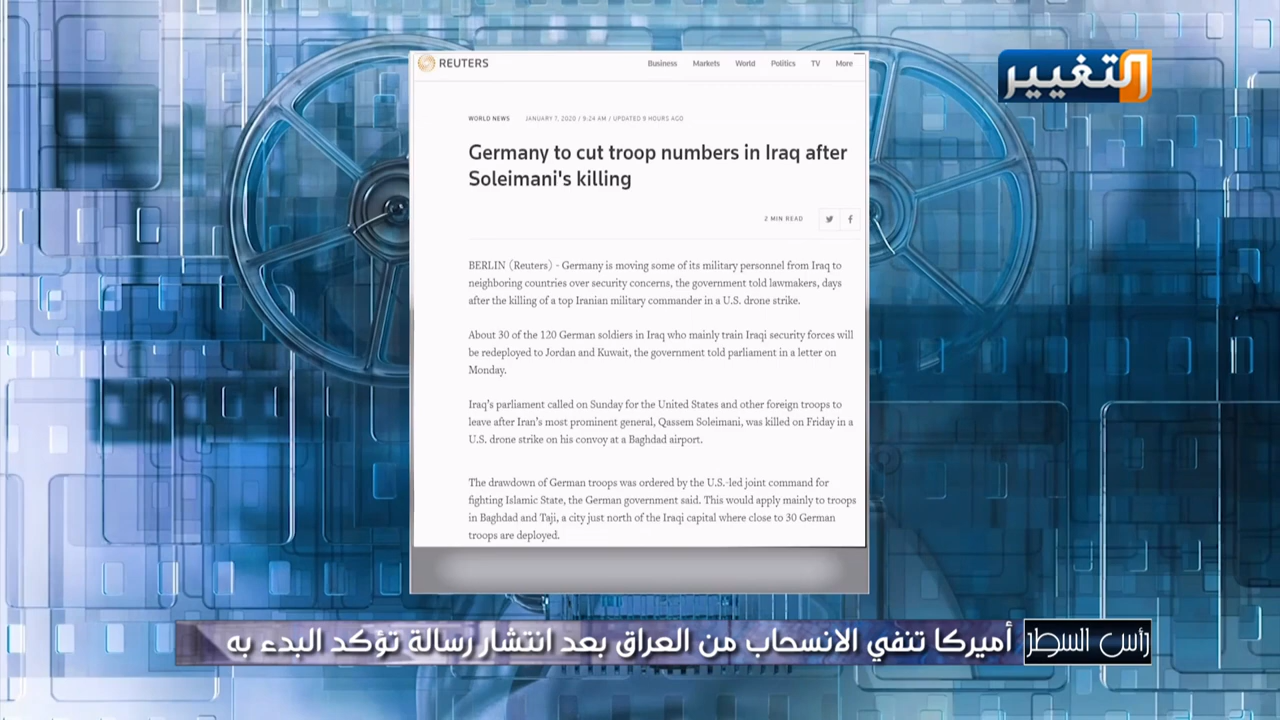 REUTERS
Business Markets World Politics TV More
التغيير
WORLD NEWS JANUARY 7, 2020 / 9:24 AM / UPDATED 9 HOURS AGO
Germany to cut troop numbers in Iraq after
Soleimani's killing
2 MIN READ
BERLIN (Reuters) - Germany is moving some of its military personnel from Iraq to
neighboring countries over security concerns, the government told lawmakers, days
after the killing of a top Iranian military commander in a U.S. drone strike.
About 30 of the 120 German soldiers in Iraq who mainly train Iraqi security forces will
be redeployed to Jordan and Kuwait, the government told parliament in a letter on
Monday.
Iraq’s parliament called on Sunday for the United States and other foreign troops to
leave after Iran’s most prominent general, Qassem Soleimani, was killed on Friday in a
U.S. drone strike on his convoy at a Baghdad airport.
The drawdown of German troops was ordered by the U.S.-led joint command for
fighting Islamic State, the German government said. This would apply mainly to troops
in Baghdad and Taji, a city just north of the Iraqi capital where close to 30 German
troops are deployed.
رأس السطر
أميركا تنفي الانسحاب من العراق بعد انتشار رسالة تؤكد البدء به